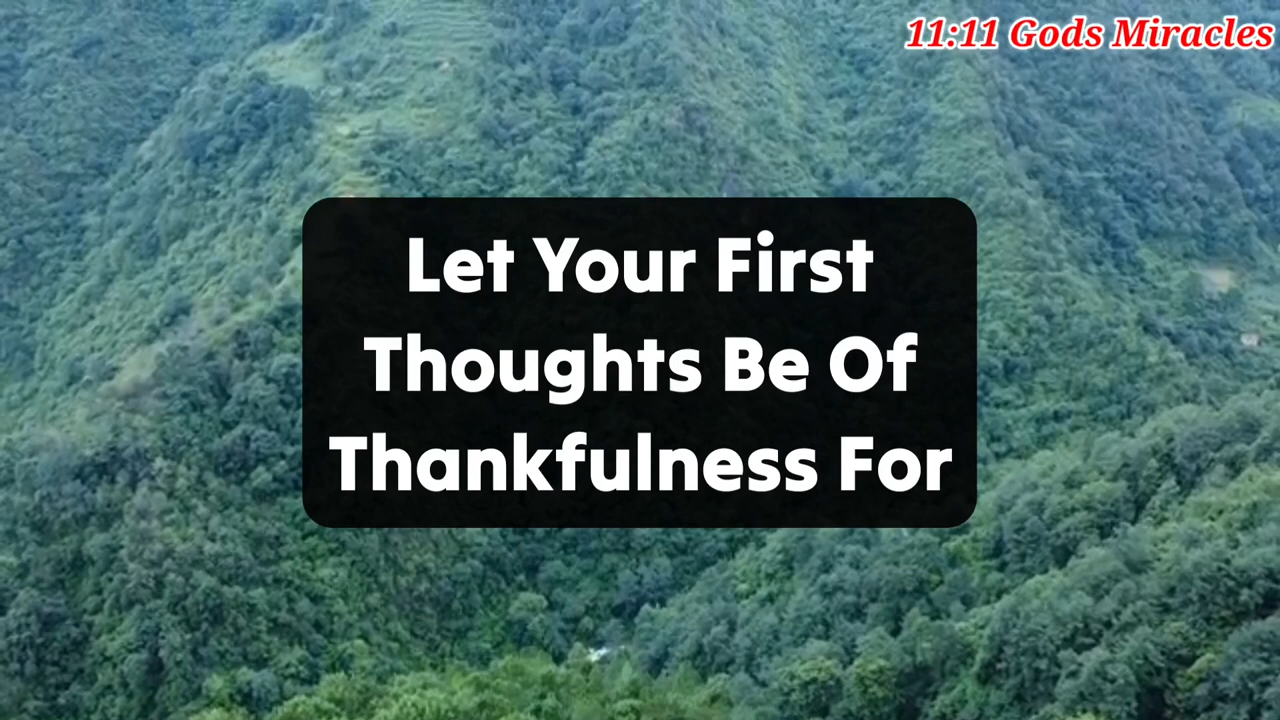 11:11 Gods Miracles
Let Your First
Thoughts Be Of
Thankfulness For